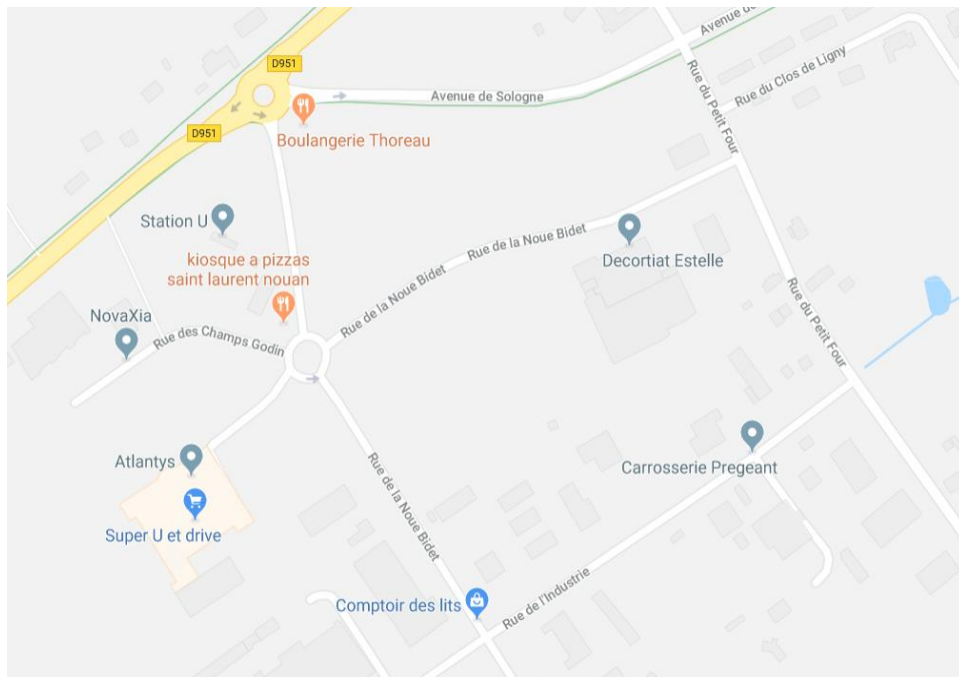 Avenue de
D951
Rue du Clos de Ligny
Rue du Petit Four
Avenue de Sologne
D951
Boulangerie Thoreau
Station U
Rue de la Noue Bidet
Decortiat Estelle
kiosque a pizzas
saint laurent nouan
Rue de la Noue Bidet
NovaXia
Rue des Champs Godin
Rue du Petit Four
Atlantys
Carrosserie Pregeant
Rue de la Noue Bidet
Super U et drive
Comptoir des lits
Rue de l'Industrie